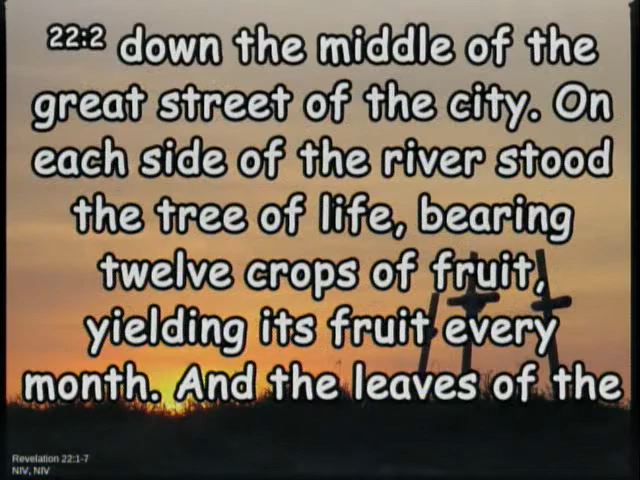 22:2 down the middle of the
great street of the city. On
each side of the river stood
the tree of life, bearing
twelve crops of fruit,
yielding its fruit every
month. And the leaves of the
Revelation 22:1-7
NIV, NIV